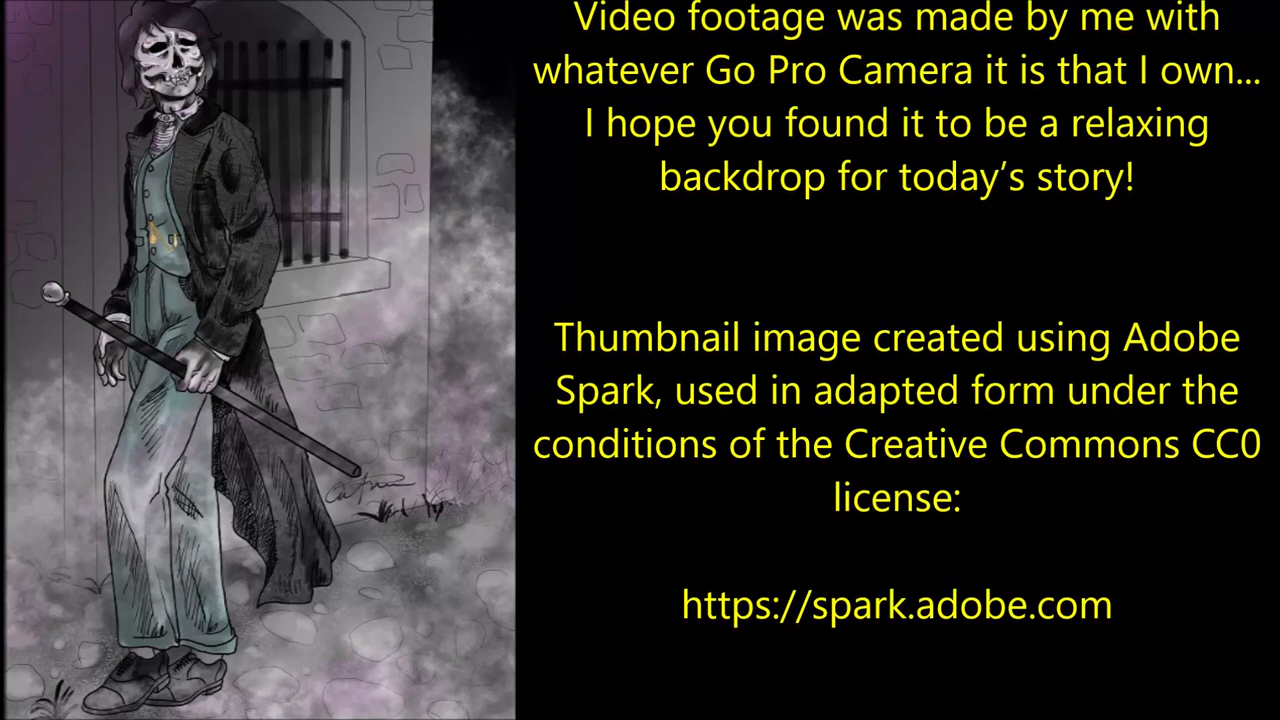 Video footage was made by me with
whatever Go Pro Camera it is that I own...
I hope you found it to be a relaxing
backdrop for today’s story!
Thumbnail image created using Adobe
Spark, used in adapted form under the
conditions of the Creative Commons CC0
license:
https://spark.adobe.com